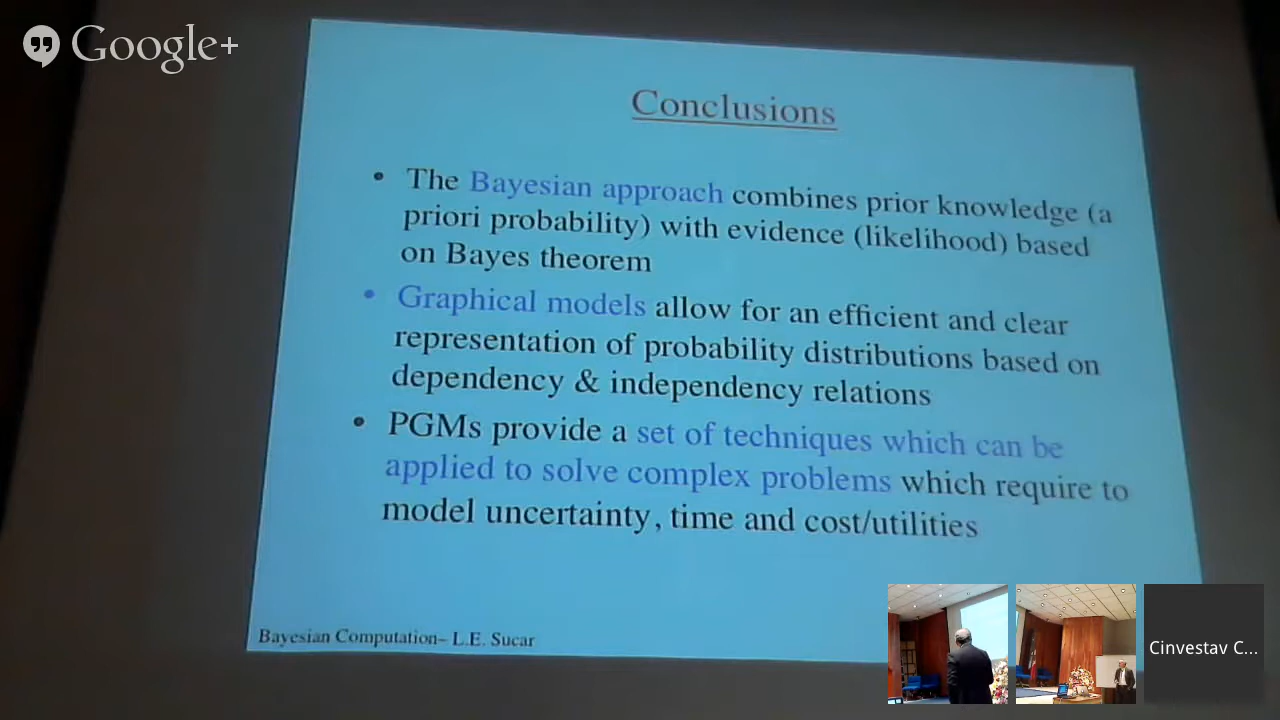 Google+
Conclusions
• The Bayesian approach combines prior knowledge (a
priori probability) with evidence (likelihood) based
on Bayes theorem
• Graphical models allow for an efficient and clear
representation of probability distributions based on
dependency & independency relations
• PGMs provide a set of techniques which can be
applied to solve complex problems which require to
model uncertainty, time and cost/utilities
Bayesian Computation– L.E. Sucar
Cinvestav C...